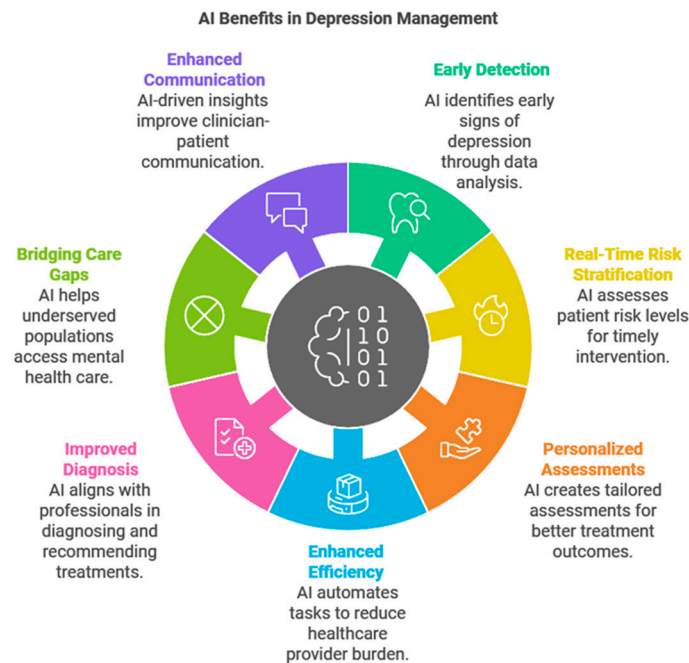 AI Benefits in Depression Management
Enhanced
Communication
AI-driven insights
improve clinician-
patient
communication.
Early Detection
AI identifies early
signs of
depression
through data
analysis.
Bridging Care
Gaps
AI helps
underserved
populations
access mental
health care.
Real-Time Risk
Stratification
AI assesses
patient risk levels
for timely
intervention.
01
10
01
01
Improved
Diagnosis
AI aligns with
professionals in
diagnosing and
recommending
treatments.
Personalized
Assessments
AI creates tailored
assessments for
better treatment
outcomes.
Enhanced
Efficiency
AI automates
tasks to reduce
healthcare
provider burden.